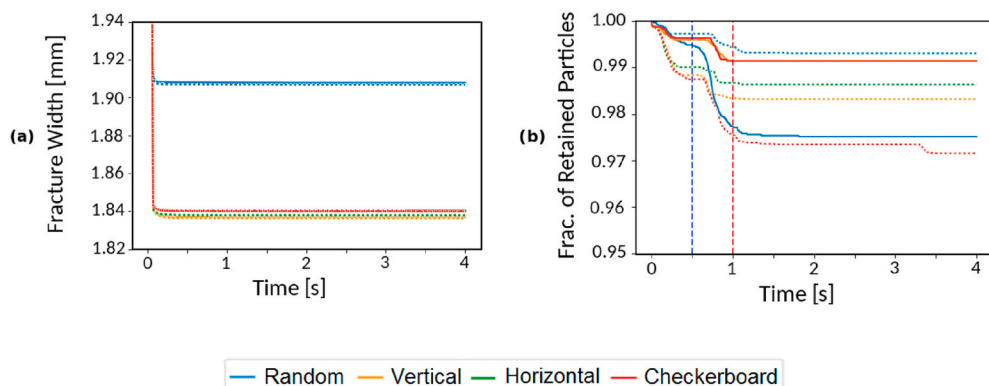 (a)
Fracture Width [mm]
1.94
1.92
1.90
1.88
1.86
1.84
1.82
0 1 2 3 4
Time [s]
(b)
Frac. of Retained Particles
1.00
0.99
0.98
0.97
0.96
0.95
0 1 2 3 4
Time [s]
Random Vertical Horizontal Checkerboard